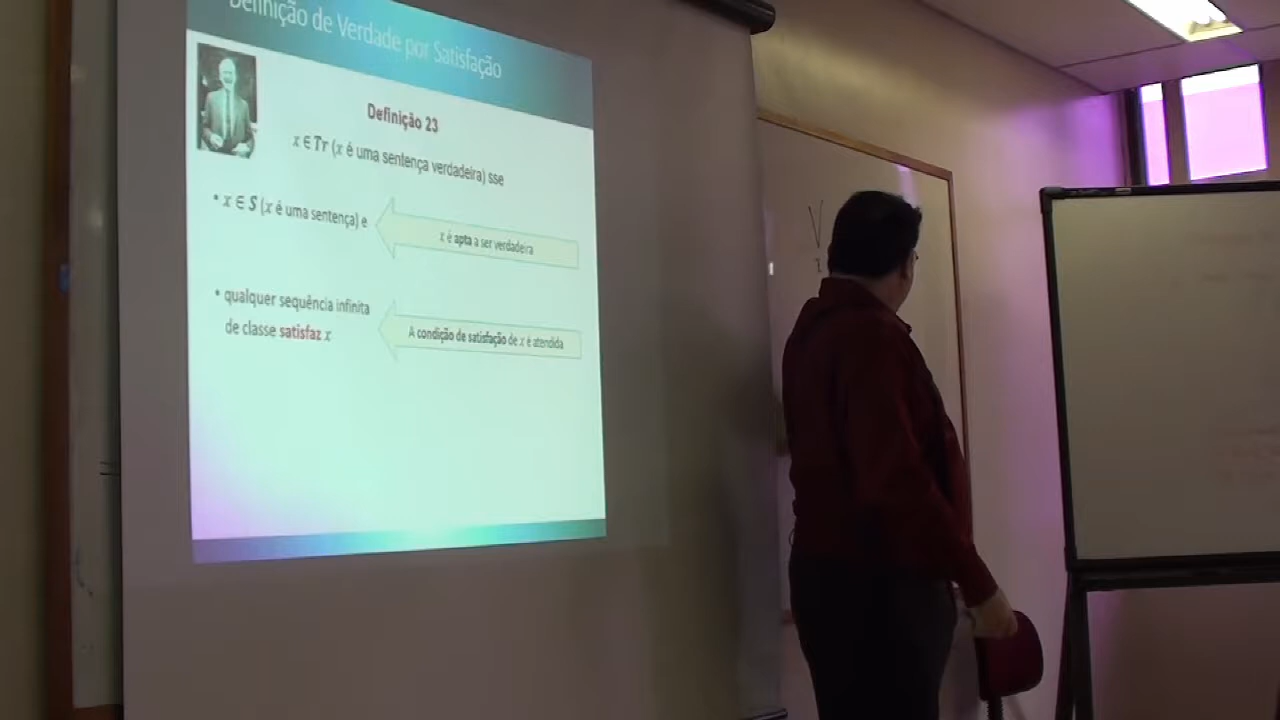 Definição de Verdade por Satisfação
Definição 23
x ∈ Tr (x é uma sentença verdadeira) sse
• x ∈ S (x é uma sentença) e
x é apta a ser verdadeira
• qualquer sequência infinita
de classe satisfaz x
A condição de satisfação de x é atendida
V